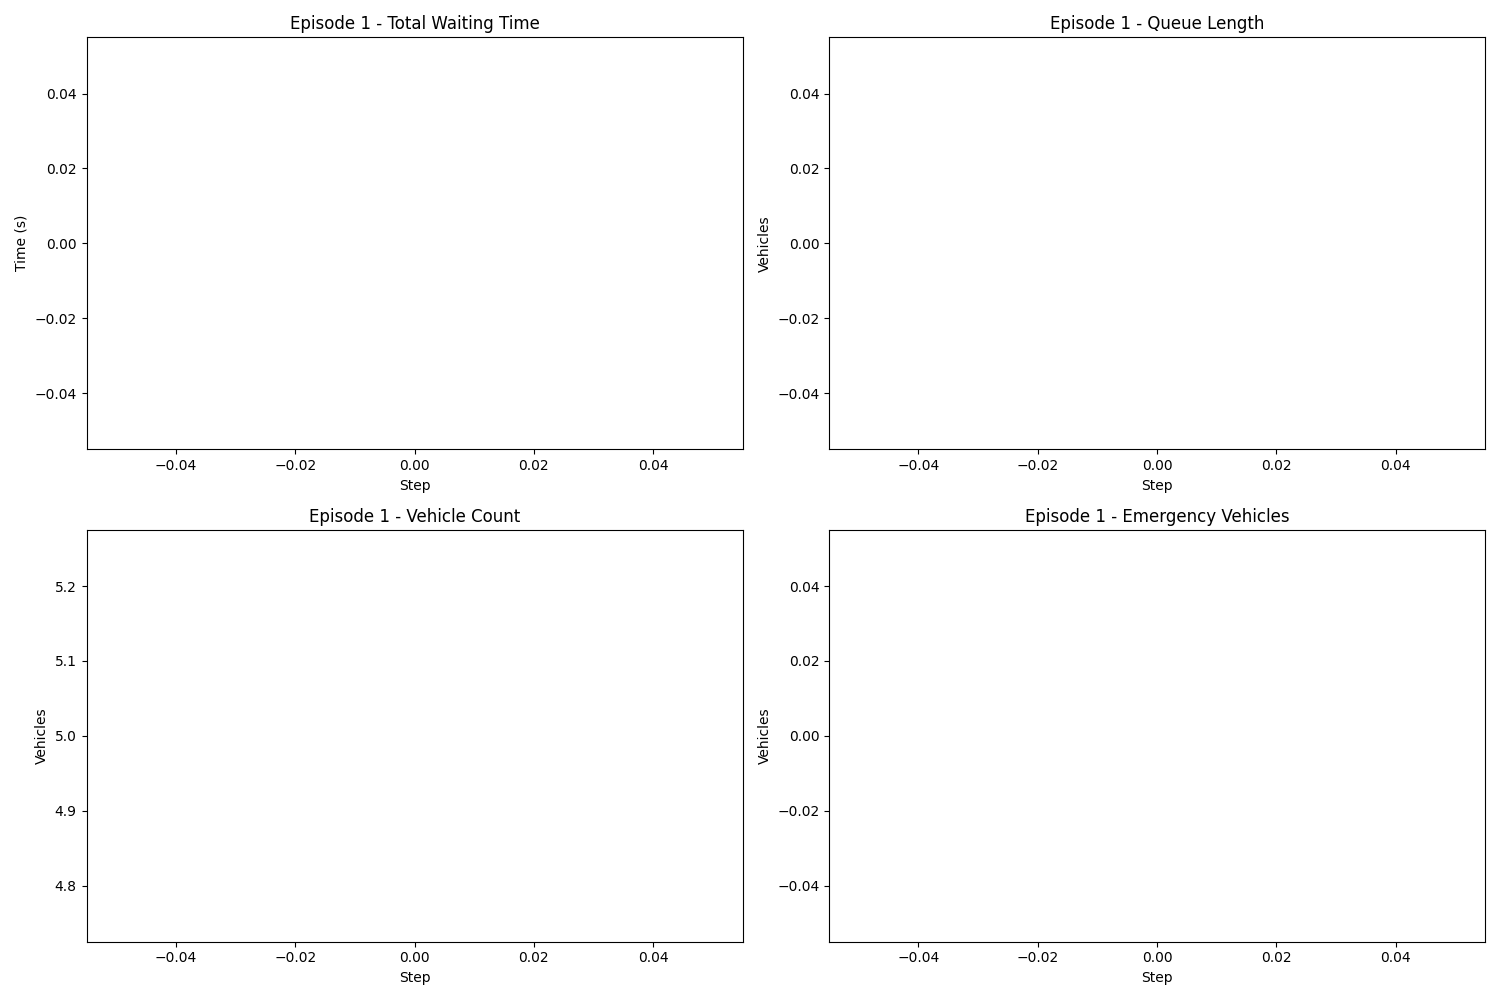 Episode 1 - Total Waiting Time
Time (s)
0.04
0.02
0.00
−0.02
−0.04
−0.04 −0.02 0.00 0.02 0.04
Step
Episode 1 - Queue Length
Vehicles
0.04
0.02
0.00
−0.02
−0.04
−0.04 −0.02 0.00 0.02 0.04
Step
Episode 1 - Vehicle Count
Vehicles
5.2
5.1
5.0
4.9
4.8
−0.04 −0.02 0.00 0.02 0.04
Step
Episode 1 - Emergency Vehicles
Vehicles
0.04
0.02
0.00
−0.02
−0.04
−0.04 −0.02 0.00 0.02 0.04
Step